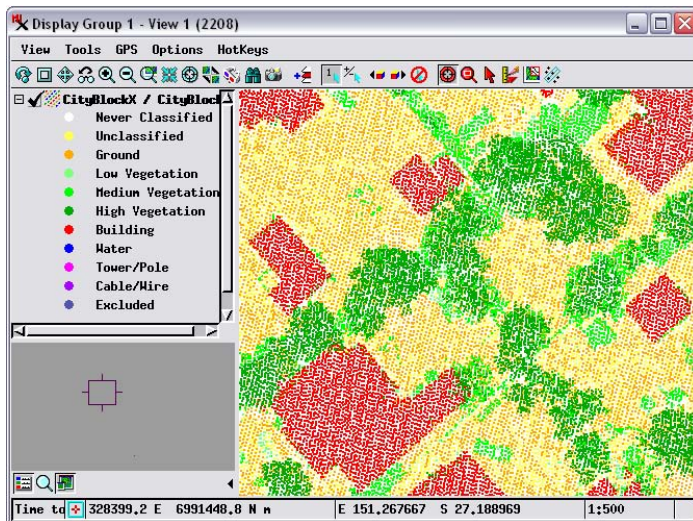 Display Group 1 - View 1 (2208)
View Tools GPS Options HotKeys
CityBlockX / CityBlock
Never Classified
Unclassified
Ground
Low Vegetation
Medium Vegetation
High Vegetation
Building
Water
Tower/Pole
Cable/Wire
Excluded
Time to 328399.2 E 6991448.8 N m E 151.267667 S 27.188969 1:500